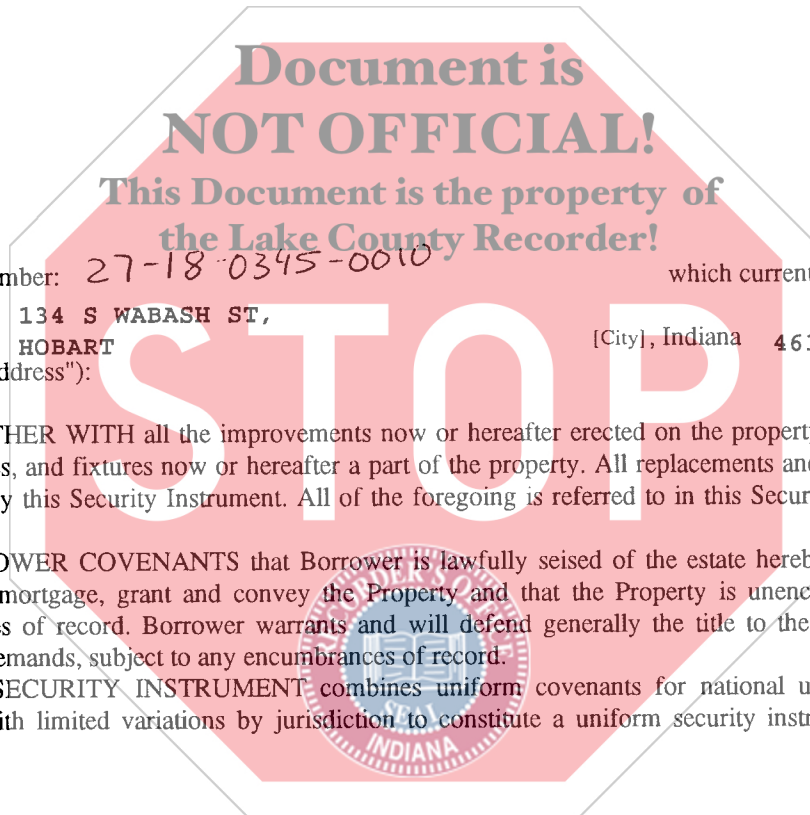 Document is
NOT OFFICIAL!
This Document is the property of
the Lake County Recorder!
mber: 27-18-0345-0010 which current
134 S WABASH ST,
HOBART [City], Indiana 463
ddress"):
STOP
THER WITH all the improvements now or hereafter erected on the property
s, and fixtures now or hereafter a part of the property. All replacements and
y this Security Instrument. All of the foregoing is referred to in this Secur
OWER COVENANTS that Borrower is lawfully seised of the estate hereb
mortgage, grant and convey the Property and that the Property is unenc
s of record. Borrower warrants and will defend generally the title to the
emands, subject to any encumbrances of record.
SECURITY INSTRUMENT combines uniform covenants for national u
ith limited variations by jurisdiction to constitute a uniform security instr
RECORDER'S OFFICE
SEAL
INDIANA